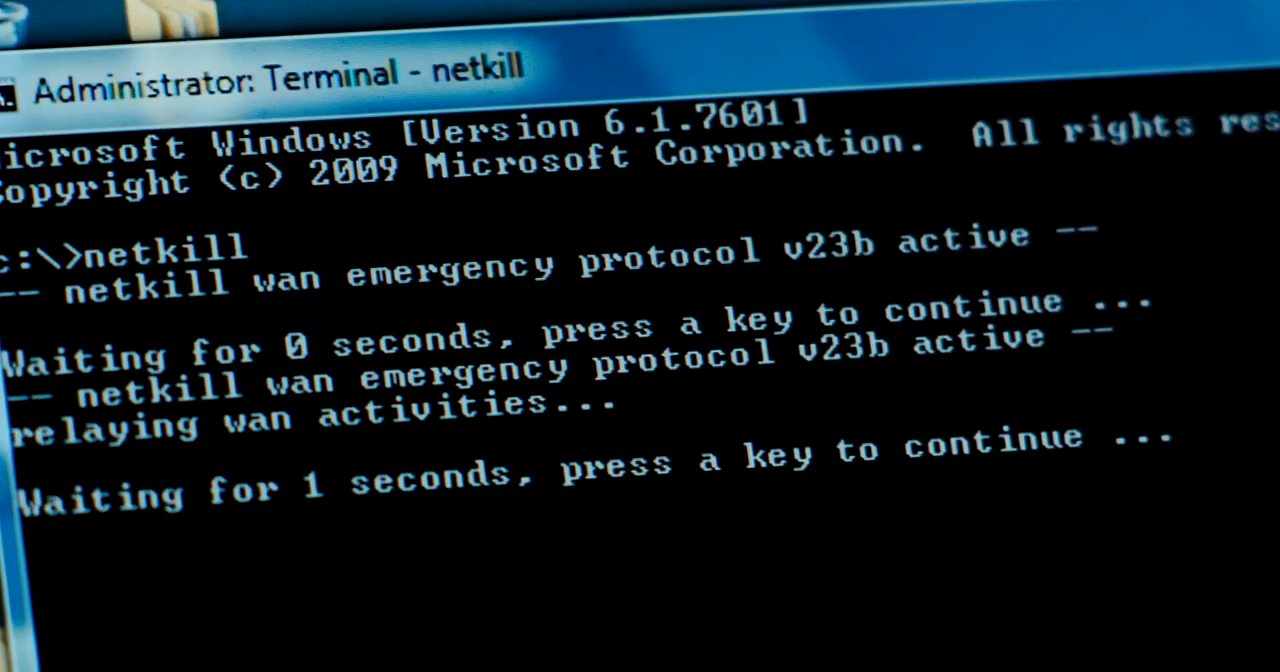 Administrator: Terminal - netkill
icrosoft Windows [Version 6.1.7601]
Copyright (c) 2009 Microsoft Corporation.  All rights res
c:\>netkill
-- netkill wan emergency protocol v23b active --
Waiting for 0 seconds, press a key to continue ...
-- netkill wan emergency protocol v23b active --
relaying wan activities...
Waiting for 1 seconds, press a key to continue ...